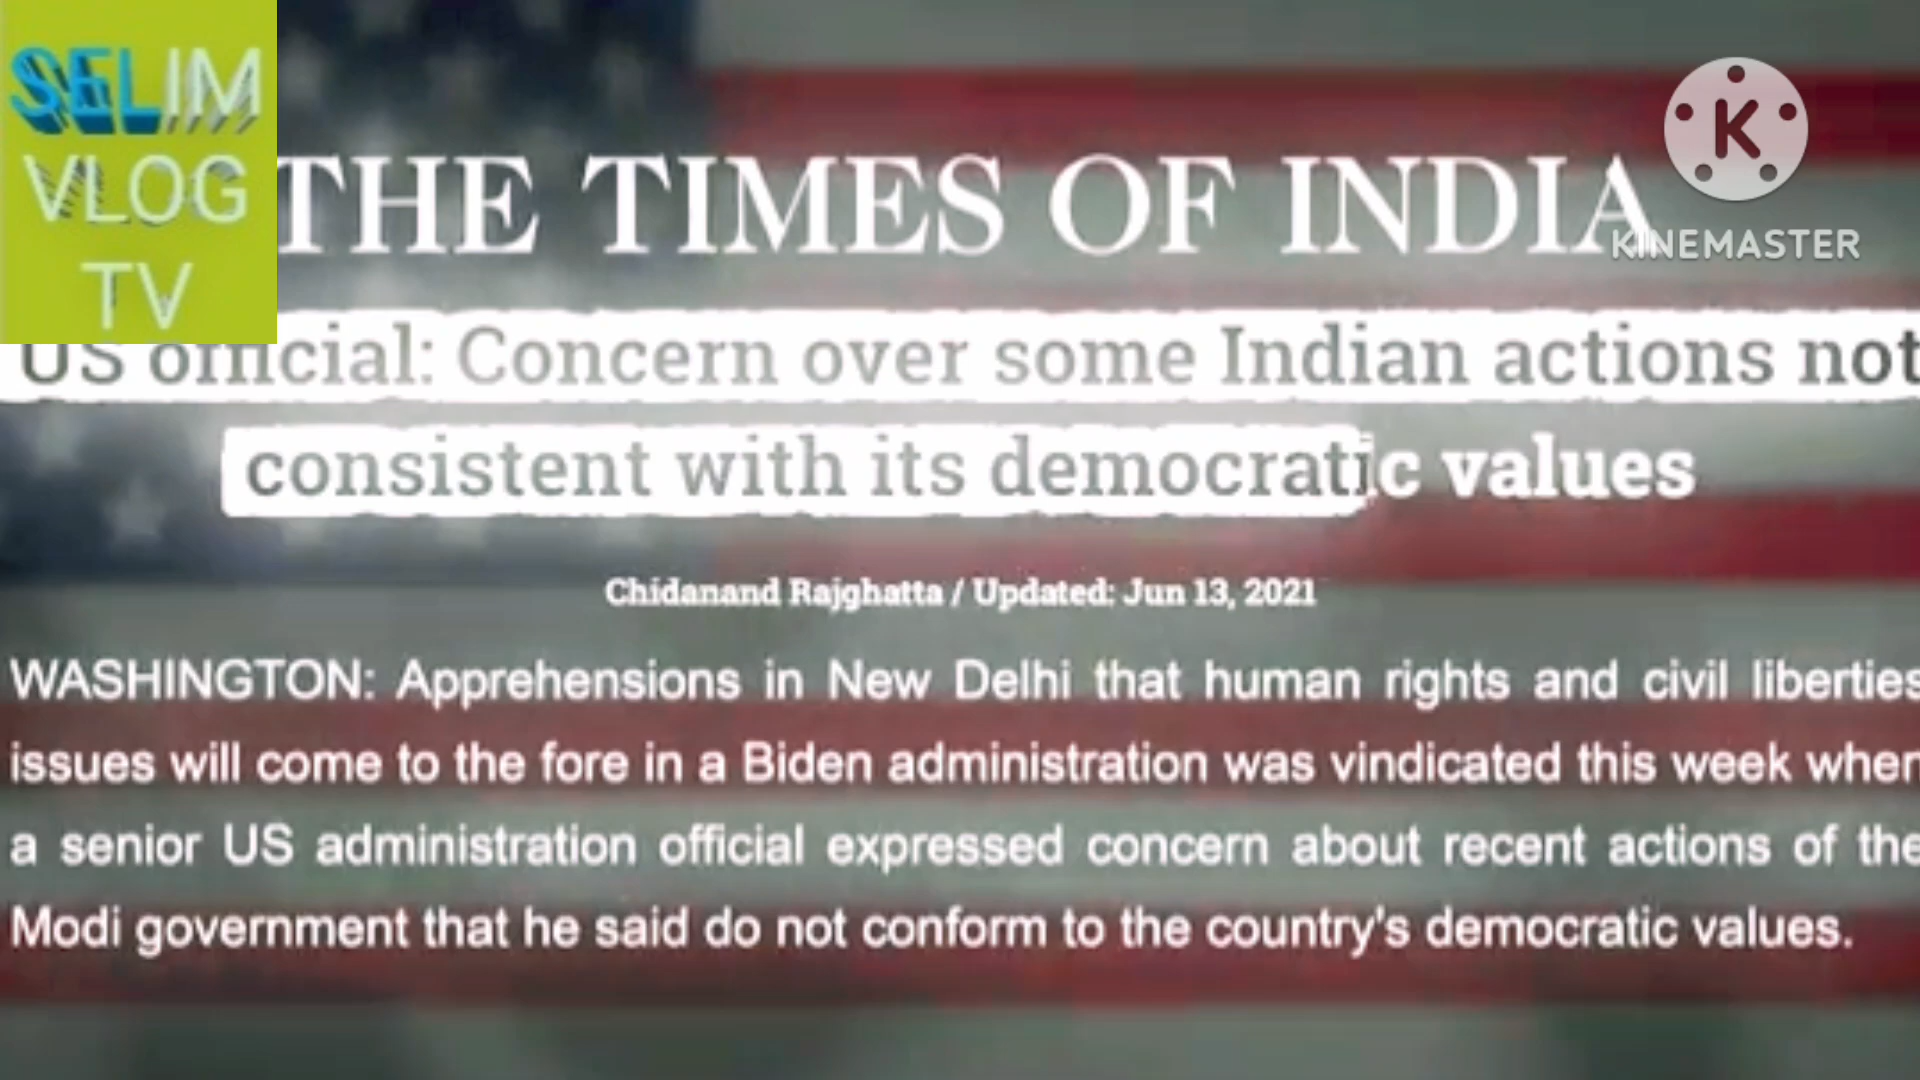 SELIM
VLOG
TV
THE TIMES OF INDIA
KINEMASTER
US official: Concern over some Indian actions not
consistent with its democratic values
Chidanand Rajghatta / Updated: Jun 13, 2021
WASHINGTON: Apprehensions in New Delhi that human rights and civil liberties
issues will come to the fore in a Biden administration was vindicated this week when
a senior US administration official expressed concern about recent actions of the
Modi government that he said do not conform to the country's democratic values.